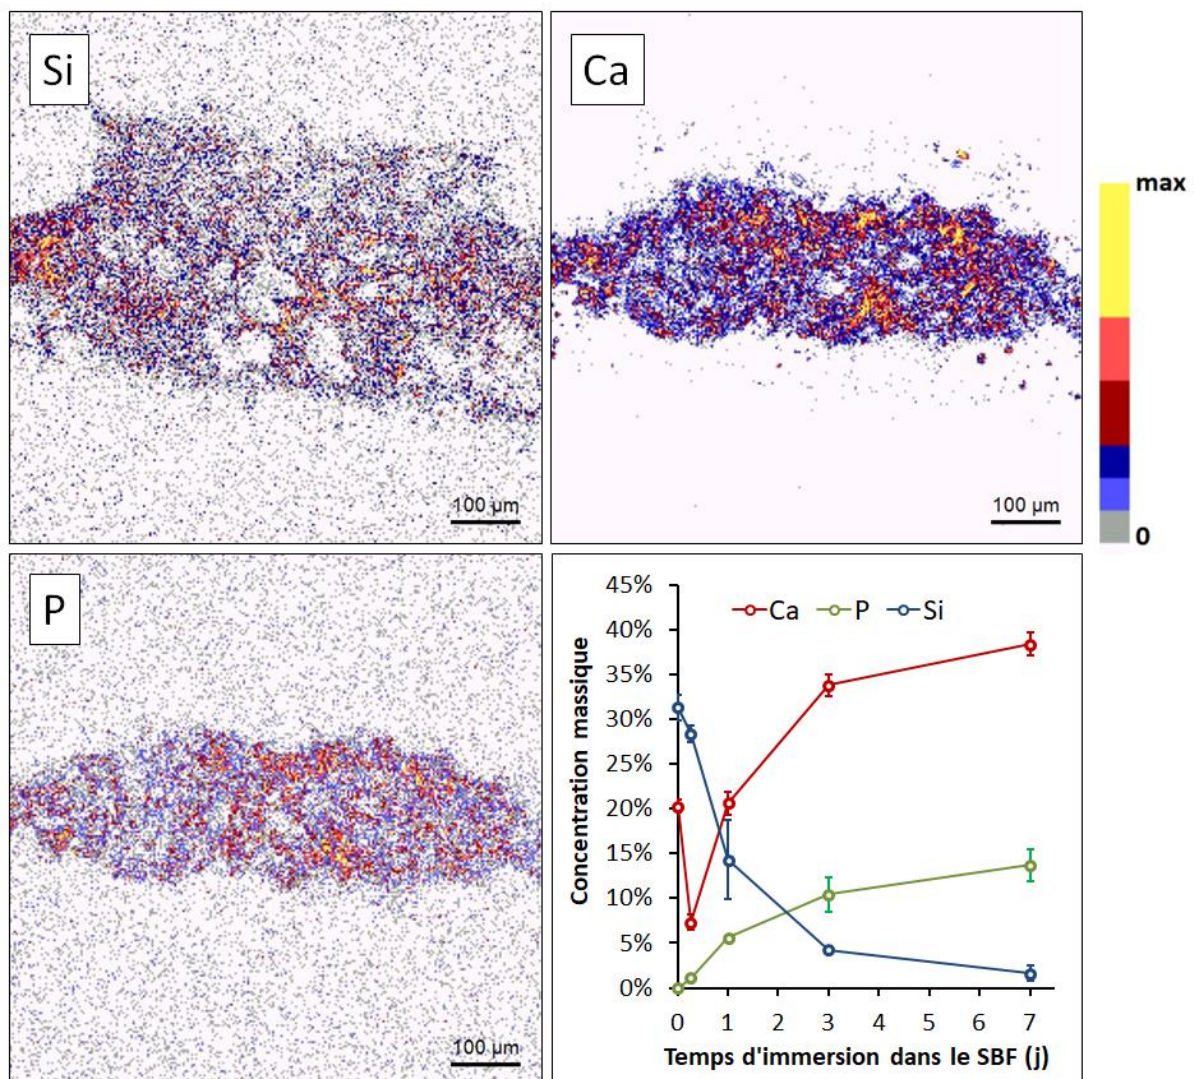 Si
Ca
max
0
100 µm
100 µm
P
100 µm
45%
40%
35%
30%
25%
20%
15%
10%
5%
0%
Ca P Si
Concentration massique
0 1 2 3 4 5 6 7
Temps d'immersion dans le SBF (j)